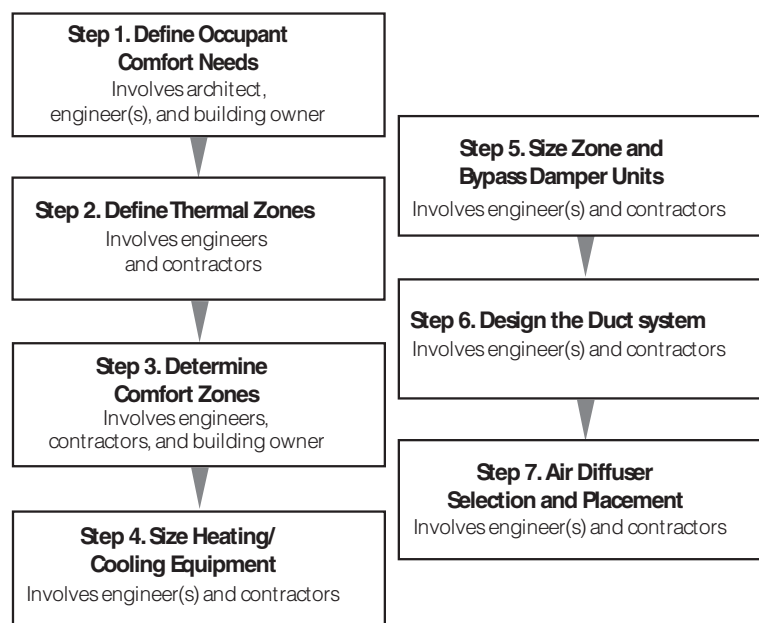 Step 1. Define Occupant
Comfort Needs
Involves architect,
engineer(s), and building owner
Step 2. Define Thermal Zones
Involves engineers
and contractors
Step 3. Determine
Comfort Zones
Involves engineers,
contractors, and building owner
Step 4. Size Heating/
Cooling Equipment
Involves engineer(s) and contractors
Step 5. Size Zone and
Bypass Damper Units
Involves engineer(s) and contractors
Step 6. Design the Duct system
Involves engineer(s) and contractors
Step 7. Air Diffuser
Selection and Placement
Involves engineer(s) and contractors